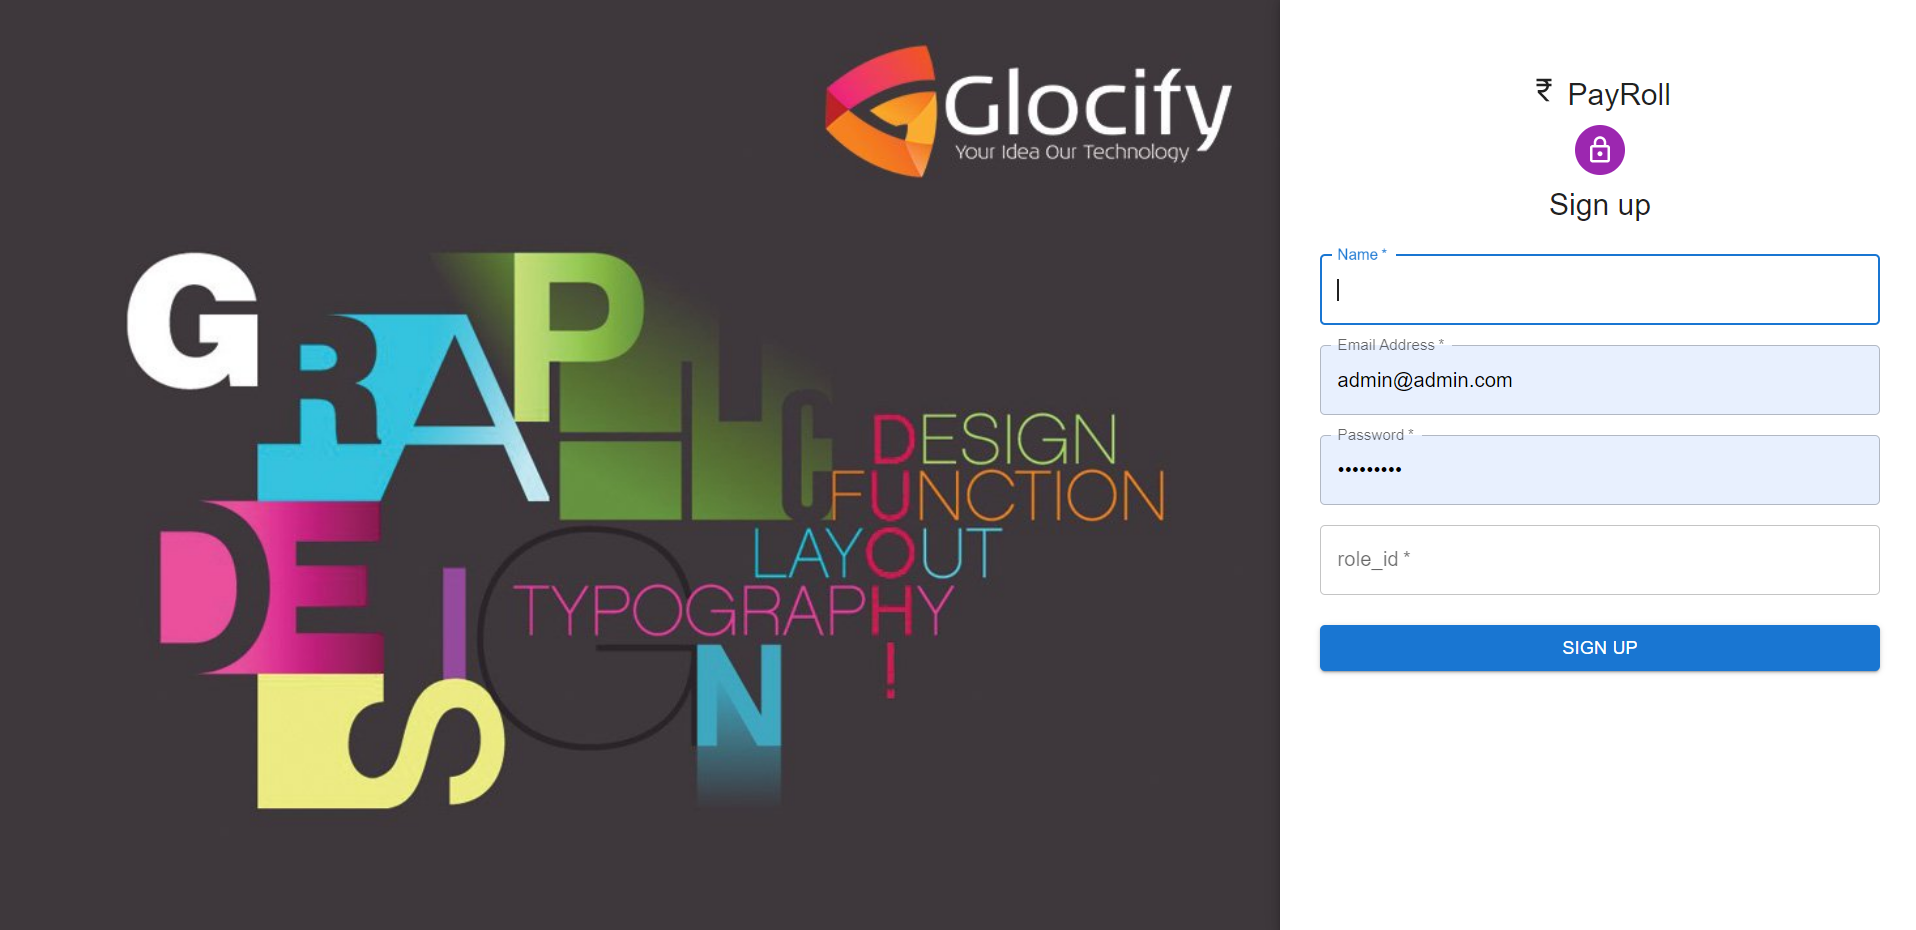 Glocify
Your Idea Our Technology
GRAPHIC
DESIGN
DESIGN
FUNCTION
LAYOUT
TYPOGRAPHY
DUOH!
₹ PayRoll
Sign up
Name *
Email Address *
admin@admin.com
Password *
•••••••••
role_id *
SIGN UP